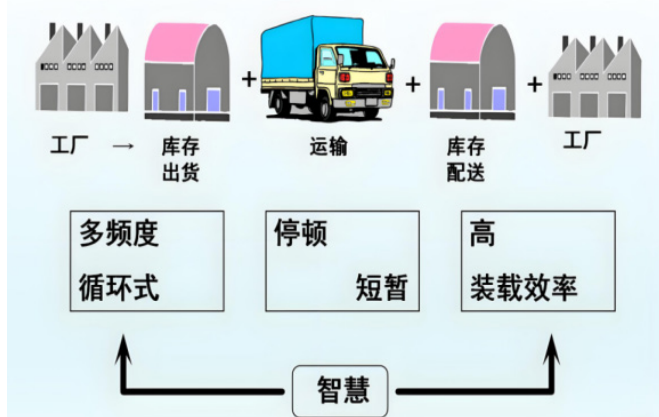 工厂 → 库存 运输 库存 工厂
出货 配送
多频度 停顿 高
循环式 短暂 装载效率
智慧